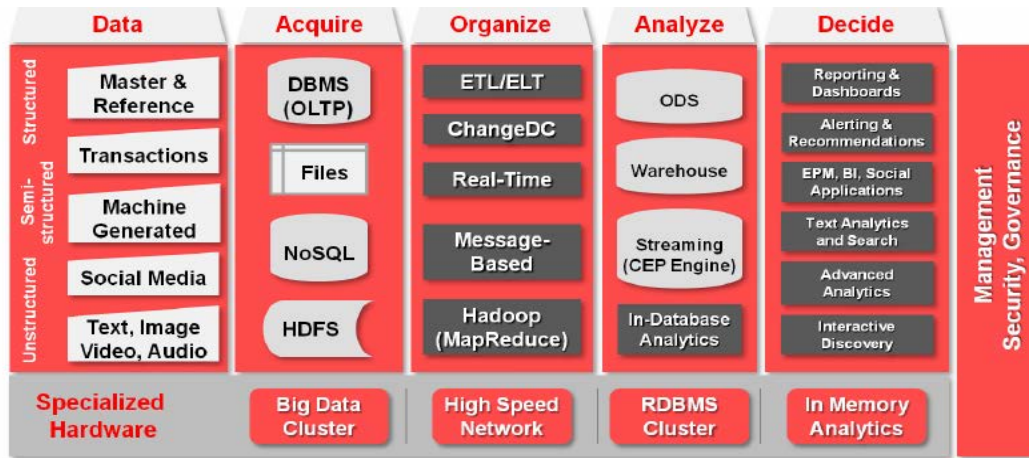 Data
Acquire
Organize
Analyze
Decide
Structured
Semi-
structured
Unstructured
Master &
Reference
Transactions
Machine
Generated
Social Media
Text, Image
Video, Audio
DBMS
(OLTP)
Files
NoSQL
HDFS
ETL/ELT
ChangeDC
Real-Time
Message-
Based
Hadoop
(MapReduce)
ODS
Warehouse
Streaming
(CEP Engine)
In-Database
Analytics
Reporting &
Dashboards
Alerting &
Recommendations
EPM, BI, Social
Applications
Text Analytics
and Search
Advanced
Analytics
Interactive
Discovery
Management
Security, Governance
Specialized
Hardware
Big Data
Cluster
High Speed
Network
RDBMS
Cluster
In Memory
Analytics